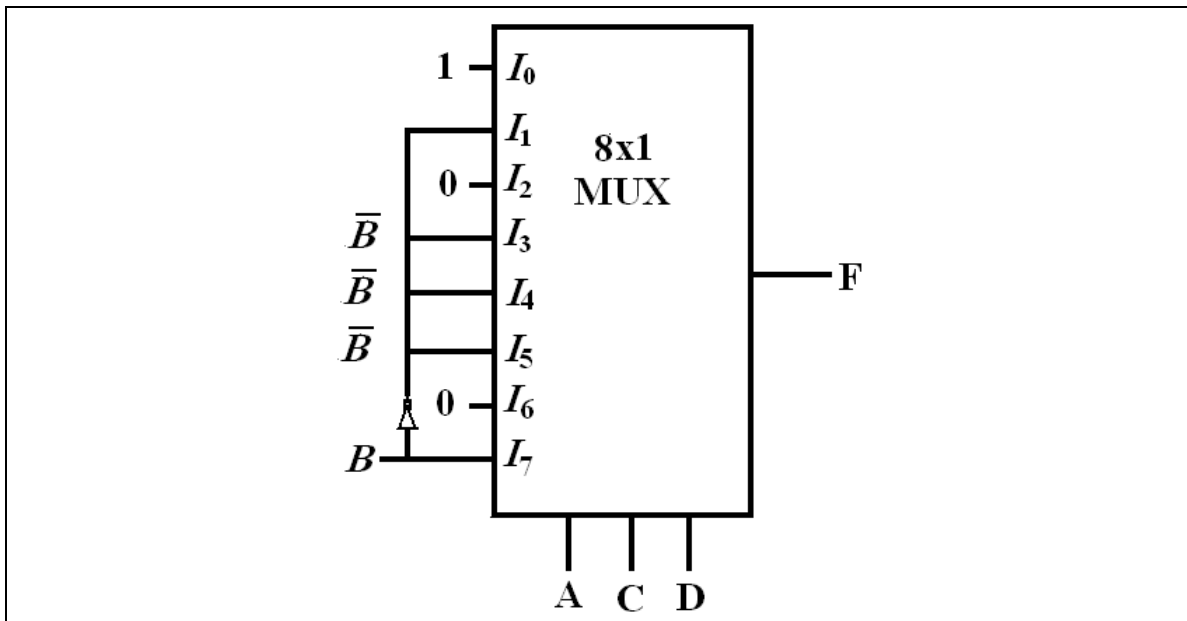 1 I₀
I₁
8x1
MUX
0 I₂
B̅ I₃
B̅ I₄
F
B̅ I₅
0 I₆
B I₇
A C D